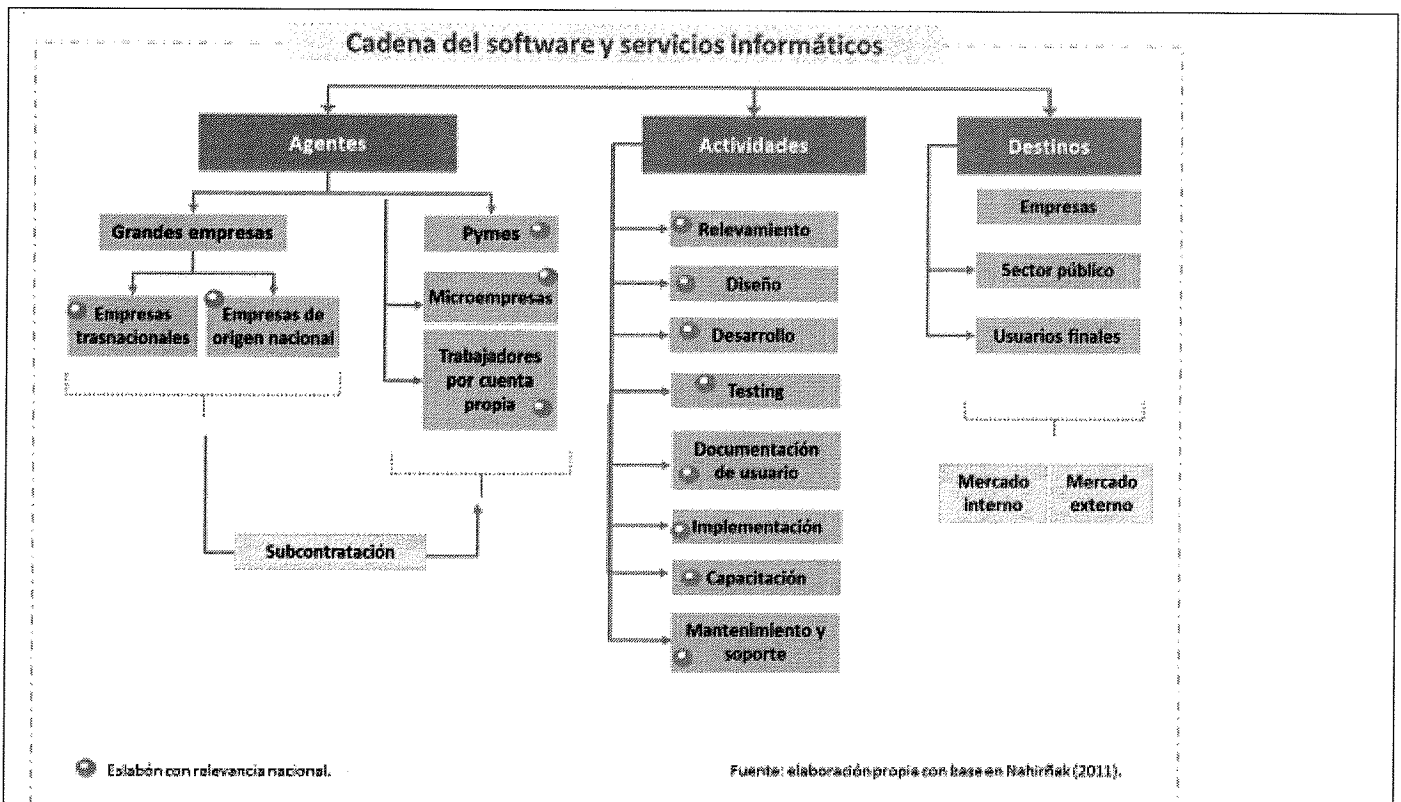 Cadena del software y servicios informáticos
Agentes
Grandes empresas
Empresas
trasnacionales
Empresas de
origen nacional
Pymes
Microempresas
Trabajadores
por cuenta
propia
Subcontratación
Actividades
Relevamiento
Diseño
Desarrollo
Testing
Documentación
de usuario
Implementación
Capacitación
Mantenimiento y
soporte
Destinos
Empresas
Sector público
Usuarios finales
Mercado
interno
Mercado
externo
Eslabón con relevancia nacional.
Fuente: elaboración propia con base en Nahirñak (2011).